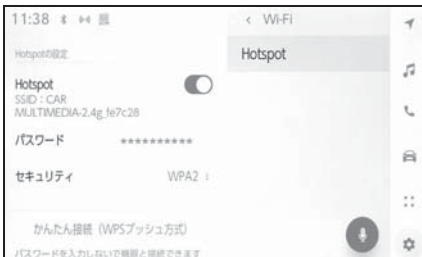 11:38
Hotspotの設定
Hotspot
SSID : CAR
MULTIMEDIA-2.4g_fe7c28
パスワード **********
セキュリティ WPA2
かんたん接続（WPSプッシュ方式）
パスワードを入力しないで機器と接続できます
< Wi-Fi
Hotspot